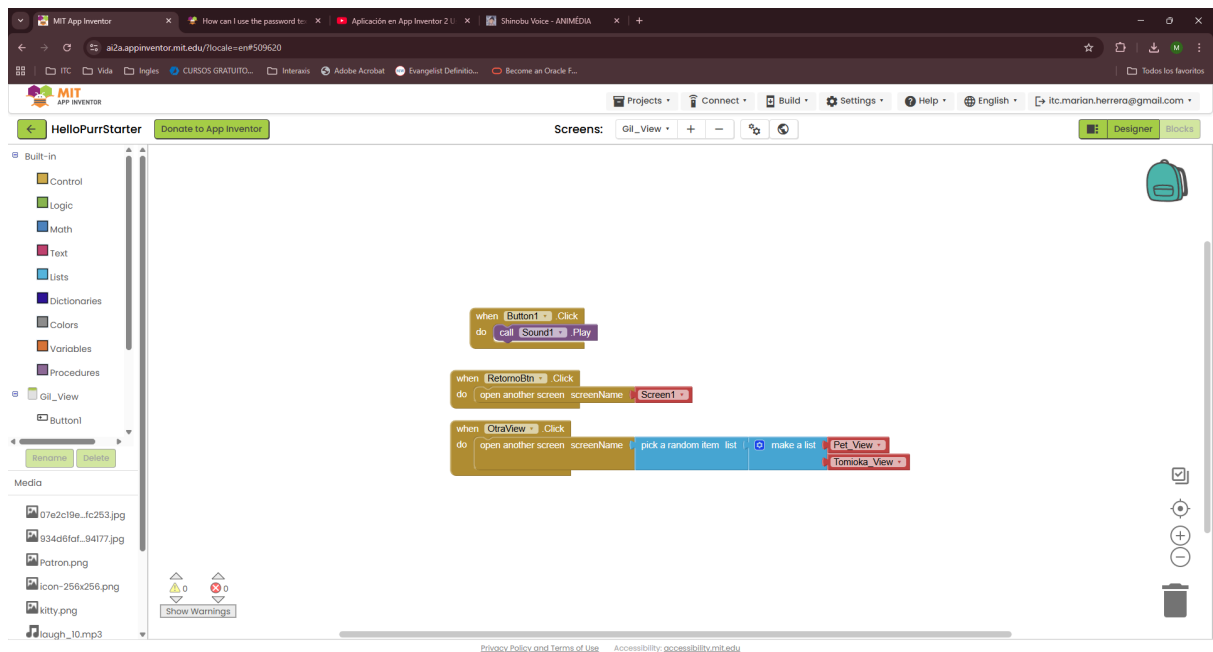 MIT App Inventor
How can I use the password te
Aplicación en App Inventor 2 U
Shinobu Voice - ANIMÉDIA
ai2a.appinventor.mit.edu/?locale=en#509620
M
ITC
Vida
Ingles
CURSOS GRATUITO...
Interaxis
Adobe Acrobat
Evangelist Definitio...
Become an Oracle F...
Todos los favoritos
MIT
APP INVENTOR
Projects
Connect
Build
Settings
Help
English
itc.marian.herrera@gmail.com
HelloPurrStarter
Donate to App Inventor
Screens:
Gil_View
Designer
Blocks
Built-in
Control
Logic
Math
Text
Lists
Dictionaries
Colors
Variables
Procedures
Gil_View
Button1
Rename
Delete
Media
07e2c19e...fc253.jpg
934d6faf...94177.jpg
Patron.png
icon-256x256.png
kitty.png
laugh_10.mp3
when Button1 .Click
do call Sound1 .Play
when RetornoBtn .Click
do open another screen screenName Screen1
when OtraView .Click
do open another screen screenName pick a random item list make a list Pet_View
Tomioka_View
0
0
Show Warnings
Privacy Policy and Terms of Use
Accessibility: accessibility.mit.edu